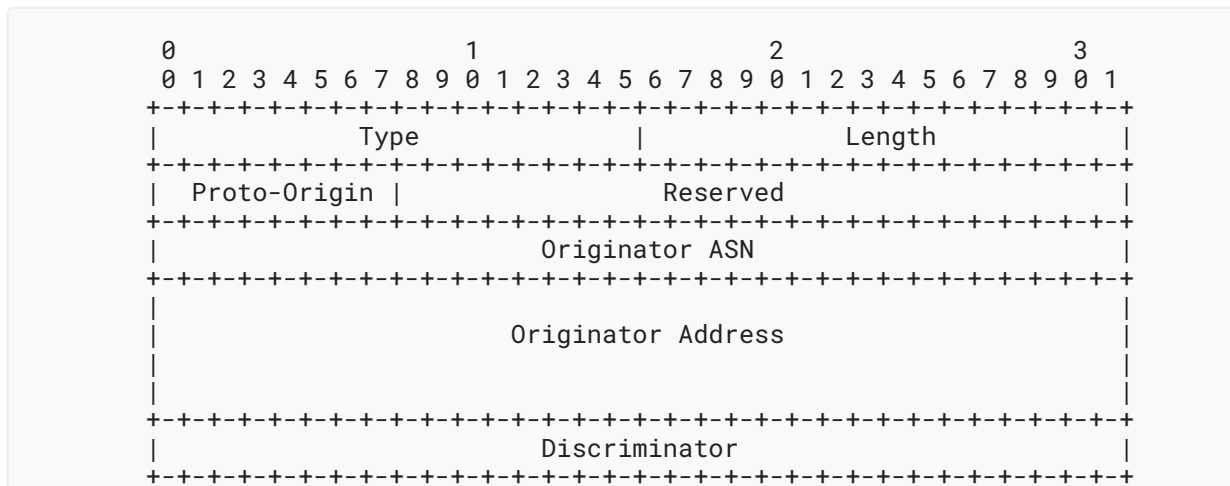 0                   1                   2                   3
0 1 2 3 4 5 6 7 8 9 0 1 2 3 4 5 6 7 8 9 0 1 2 3 4 5 6 7 8 9 0 1
+-+-+-+-+-+-+-+-+-+-+-+-+-+-+-+-+-+-+-+-+-+-+-+-+-+-+-+-+-+-+-+-+
|             Type              |             Length            |
+-+-+-+-+-+-+-+-+-+-+-+-+-+-+-+-+-+-+-+-+-+-+-+-+-+-+-+-+-+-+-+-+
|  Proto-Origin |                 Reserved                      |
+-+-+-+-+-+-+-+-+-+-+-+-+-+-+-+-+-+-+-+-+-+-+-+-+-+-+-+-+-+-+-+-+
|                         Originator ASN                        |
+-+-+-+-+-+-+-+-+-+-+-+-+-+-+-+-+-+-+-+-+-+-+-+-+-+-+-+-+-+-+-+-+
|                                                               |
|                       Originator Address                      |
|                                                               |
|                                                               |
+-+-+-+-+-+-+-+-+-+-+-+-+-+-+-+-+-+-+-+-+-+-+-+-+-+-+-+-+-+-+-+-+
|                         Discriminator                         |
+-+-+-+-+-+-+-+-+-+-+-+-+-+-+-+-+-+-+-+-+-+-+-+-+-+-+-+-+-+-+-+-+